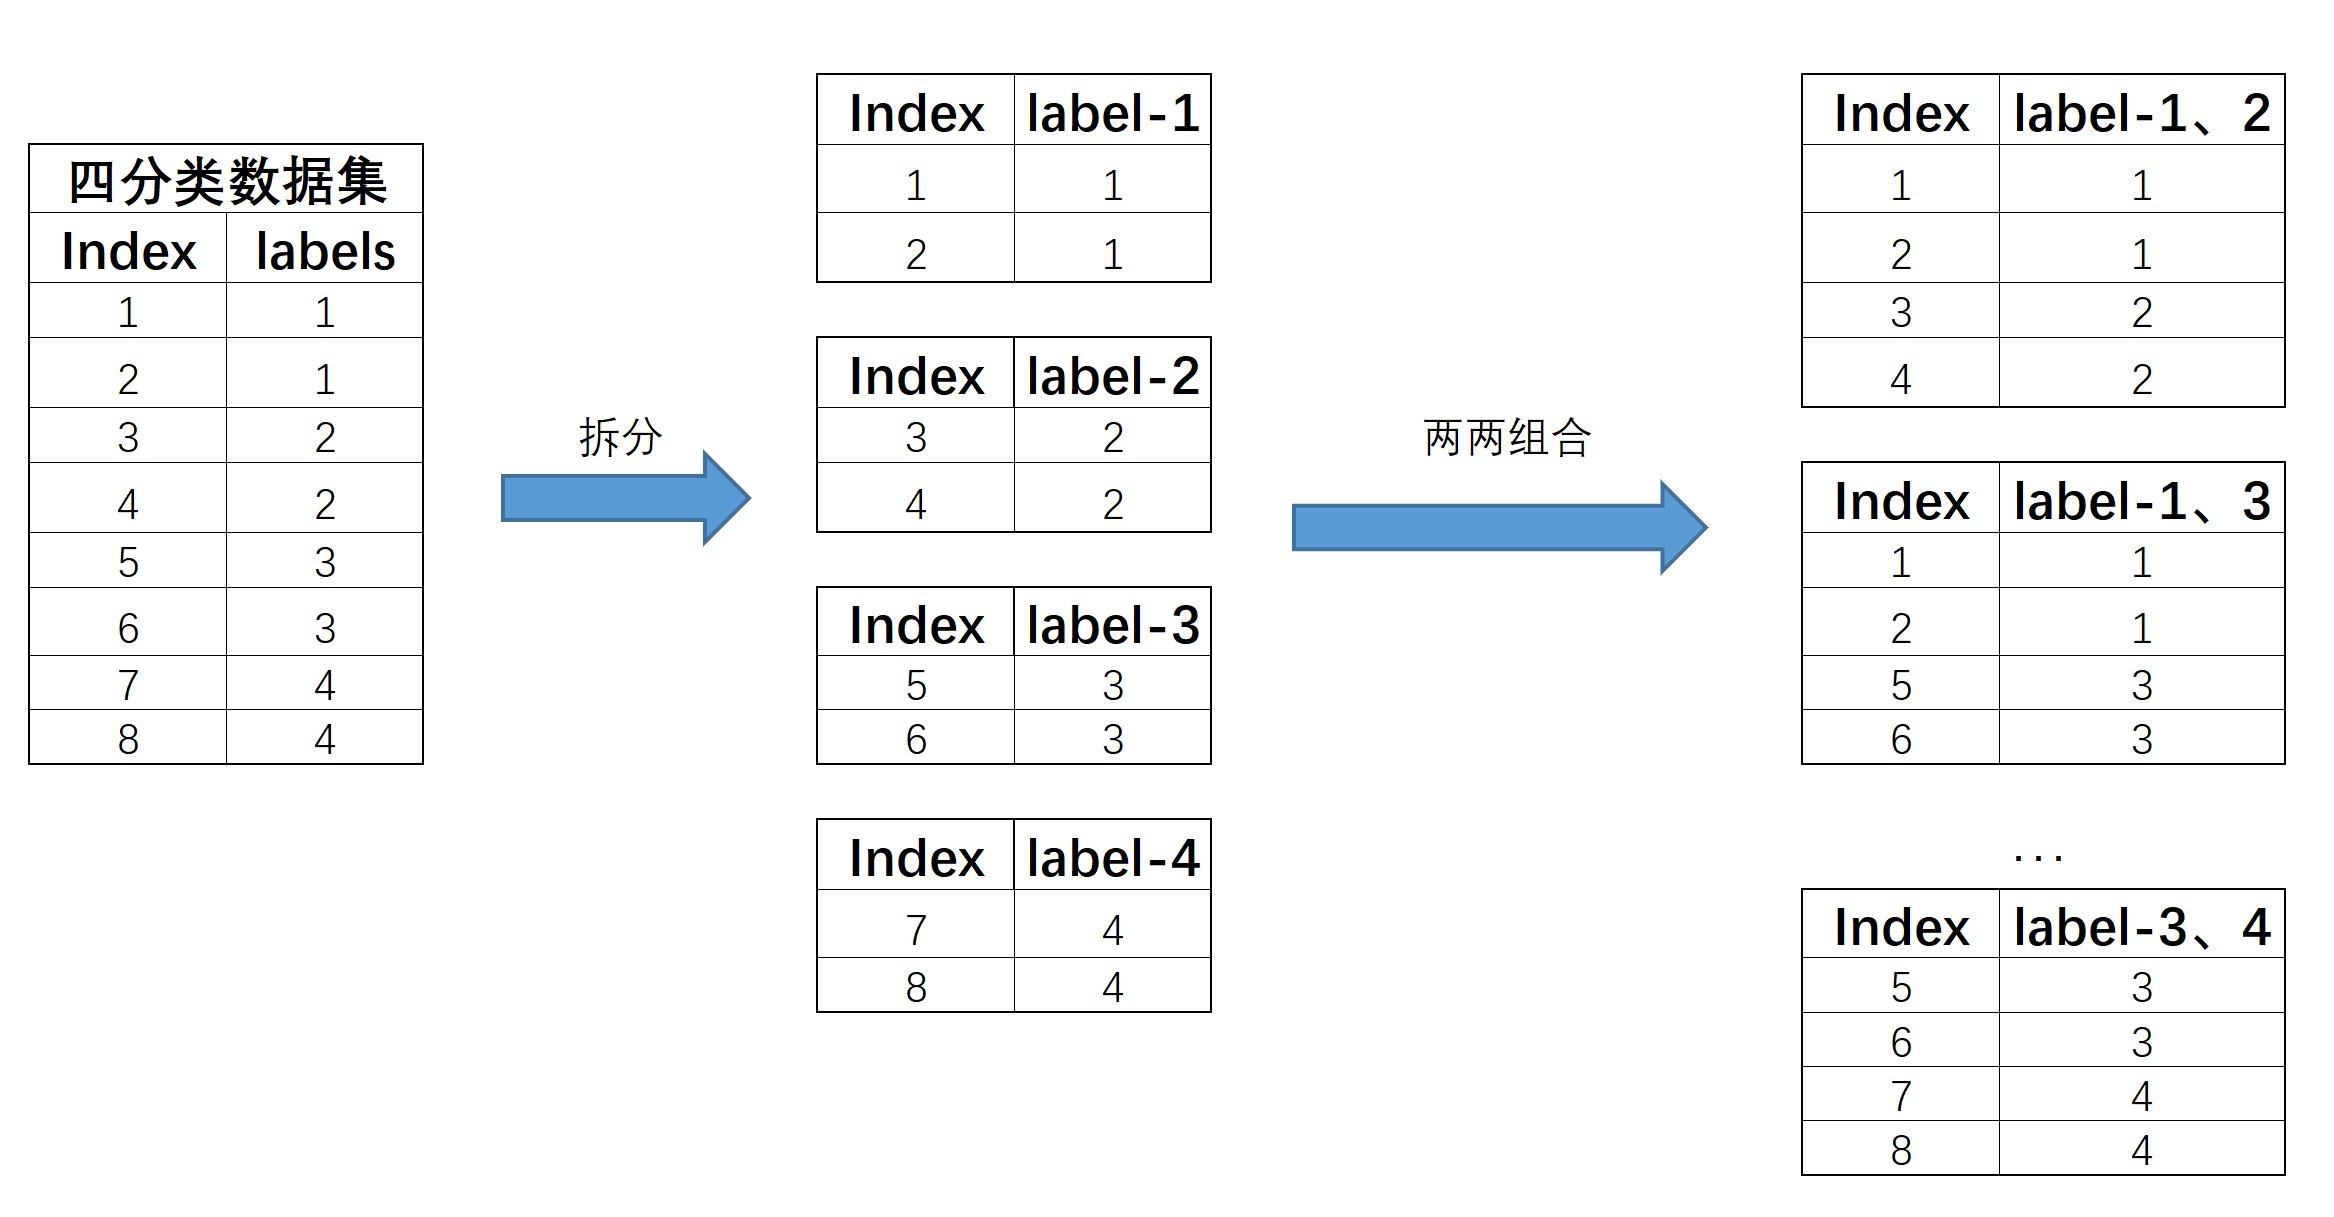 四分类数据集
Index labels
1 1
2 1
3 2
4 2
5 3
6 3
7 4
8 4
拆分
Index label-1
1 1
2 1
Index label-2
3 2
4 2
Index label-3
5 3
6 3
Index label-4
7 4
8 4
两两组合
Index label-1、2
1 1
2 1
3 2
4 2
Index label-1、3
1 1
2 1
5 3
6 3
...
Index label-3、4
5 3
6 3
7 4
8 4